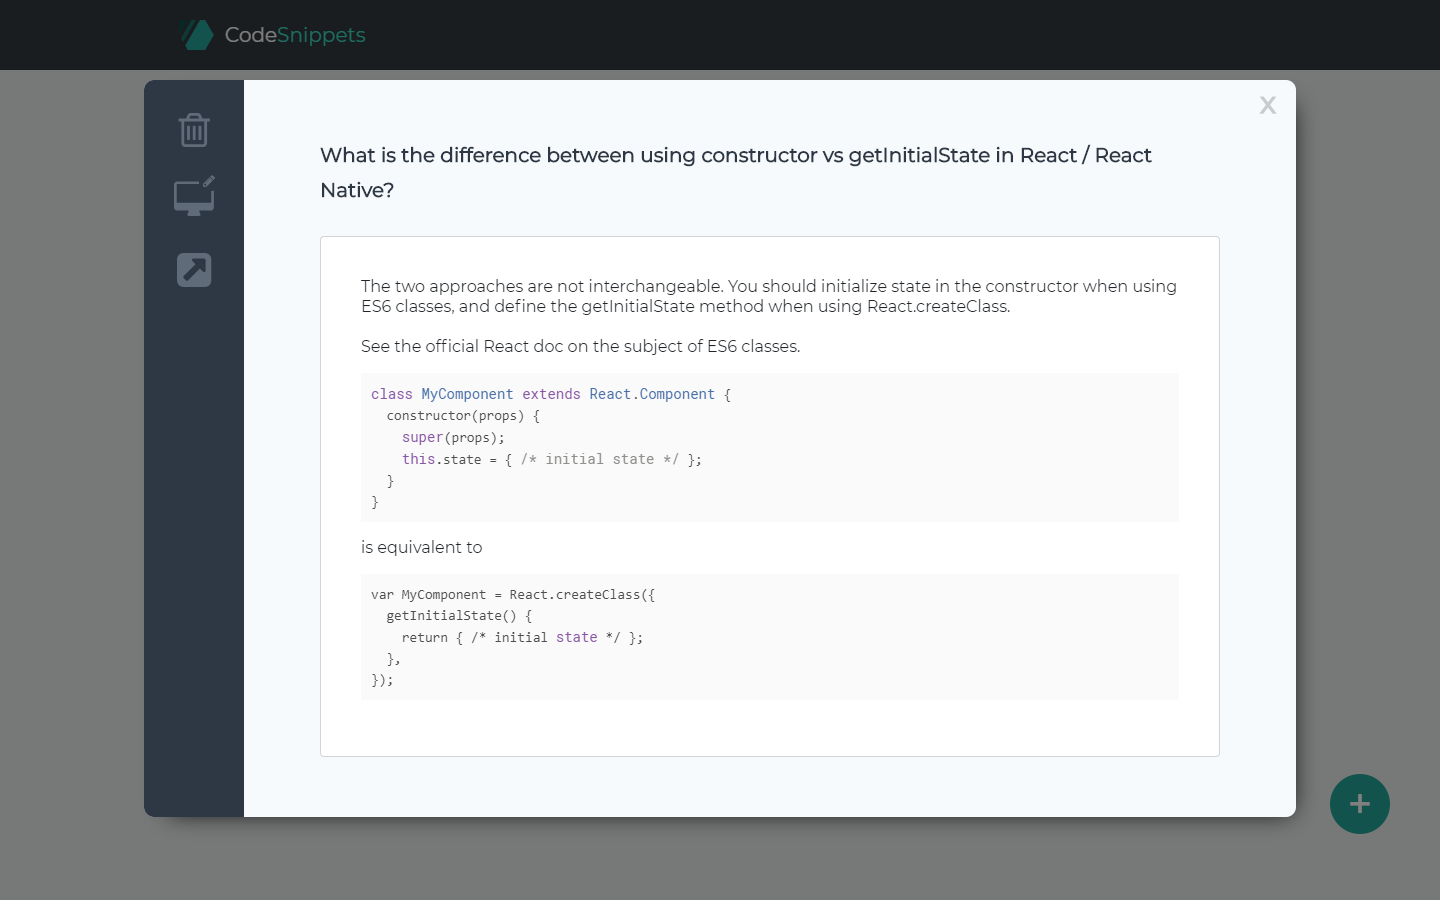 CodeSnippets
X
What is the difference between using constructor vs getInitialState in React / React
Native?
The two approaches are not interchangeable. You should initialize state in the constructor when using
ES6 classes, and define the getInitialState method when using React.createClass.
See the official React doc on the subject of ES6 classes.
class MyComponent extends React.Component {
  constructor(props) {
    super(props);
    this.state = { /* initial state */ };
  }
}
is equivalent to
var MyComponent = React.createClass({
  getInitialState() {
    return { /* initial state */ };
  },
});
+